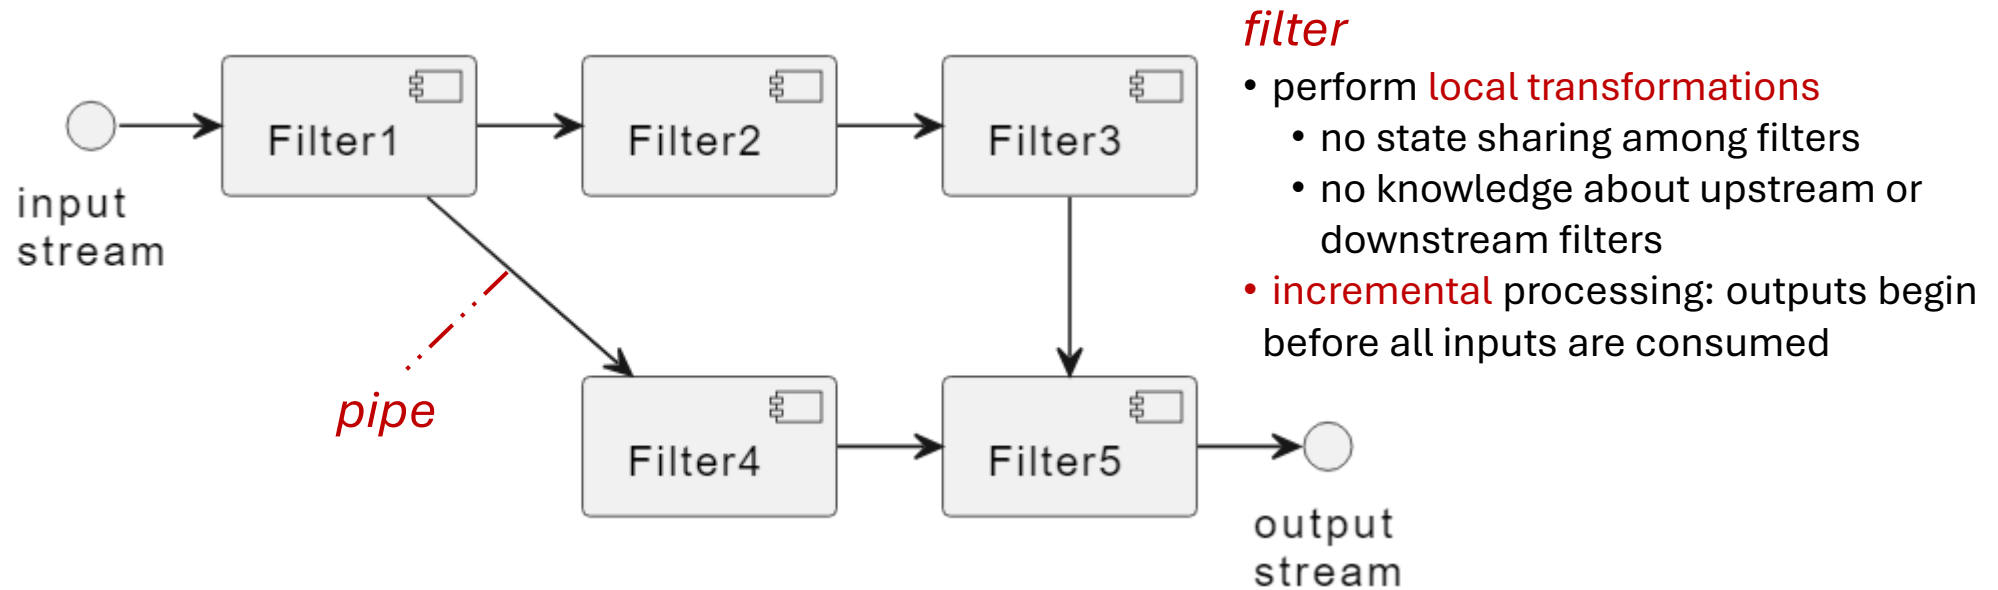 filter
• perform local transformations
Filter1
Filter2
Filter3
• no state sharing among filters
• no knowledge about upstream or
downstream filters
input
stream
• incremental processing: outputs begin
before all inputs are consumed
pipe
Filter4
Filter5
output
stream